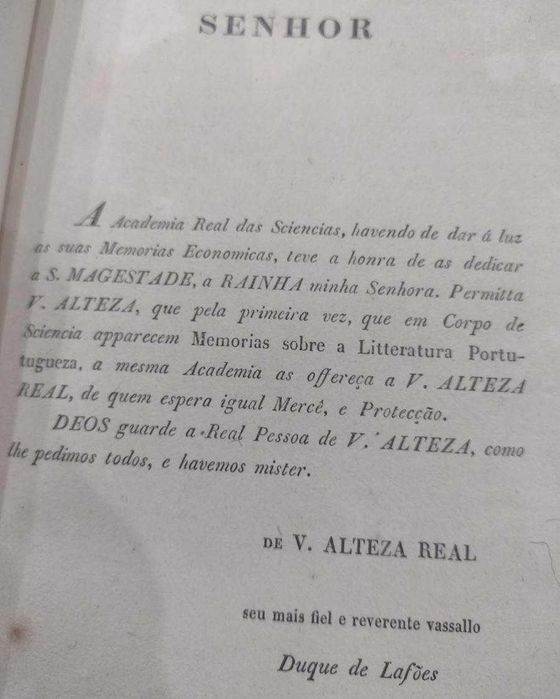 SENHOR
A Academia Real das Sciencias, havendo de dar á luz
as suas Memorias Economicas, teve a honra de as dedicar
a S. MAGESTADE, a RAINHA minha Senhora. Permitta
V. ALTEZA, que pela primeira vez, que em Corpo de
Sciencia apparecem Memorias sobre a Litteratura Portu-
tugueza, a mesma Academia as offereça a V. ALTEZA
REAL, de quem espera igual Mercê, e Protecção.
DEOS guarde a Real Pessoa de V. ALTEZA, como
lhe pedimos todos, e havemos mister.
DE V. ALTEZA REAL
seu mais fiel e reverente vassallo
Duque de Lafões